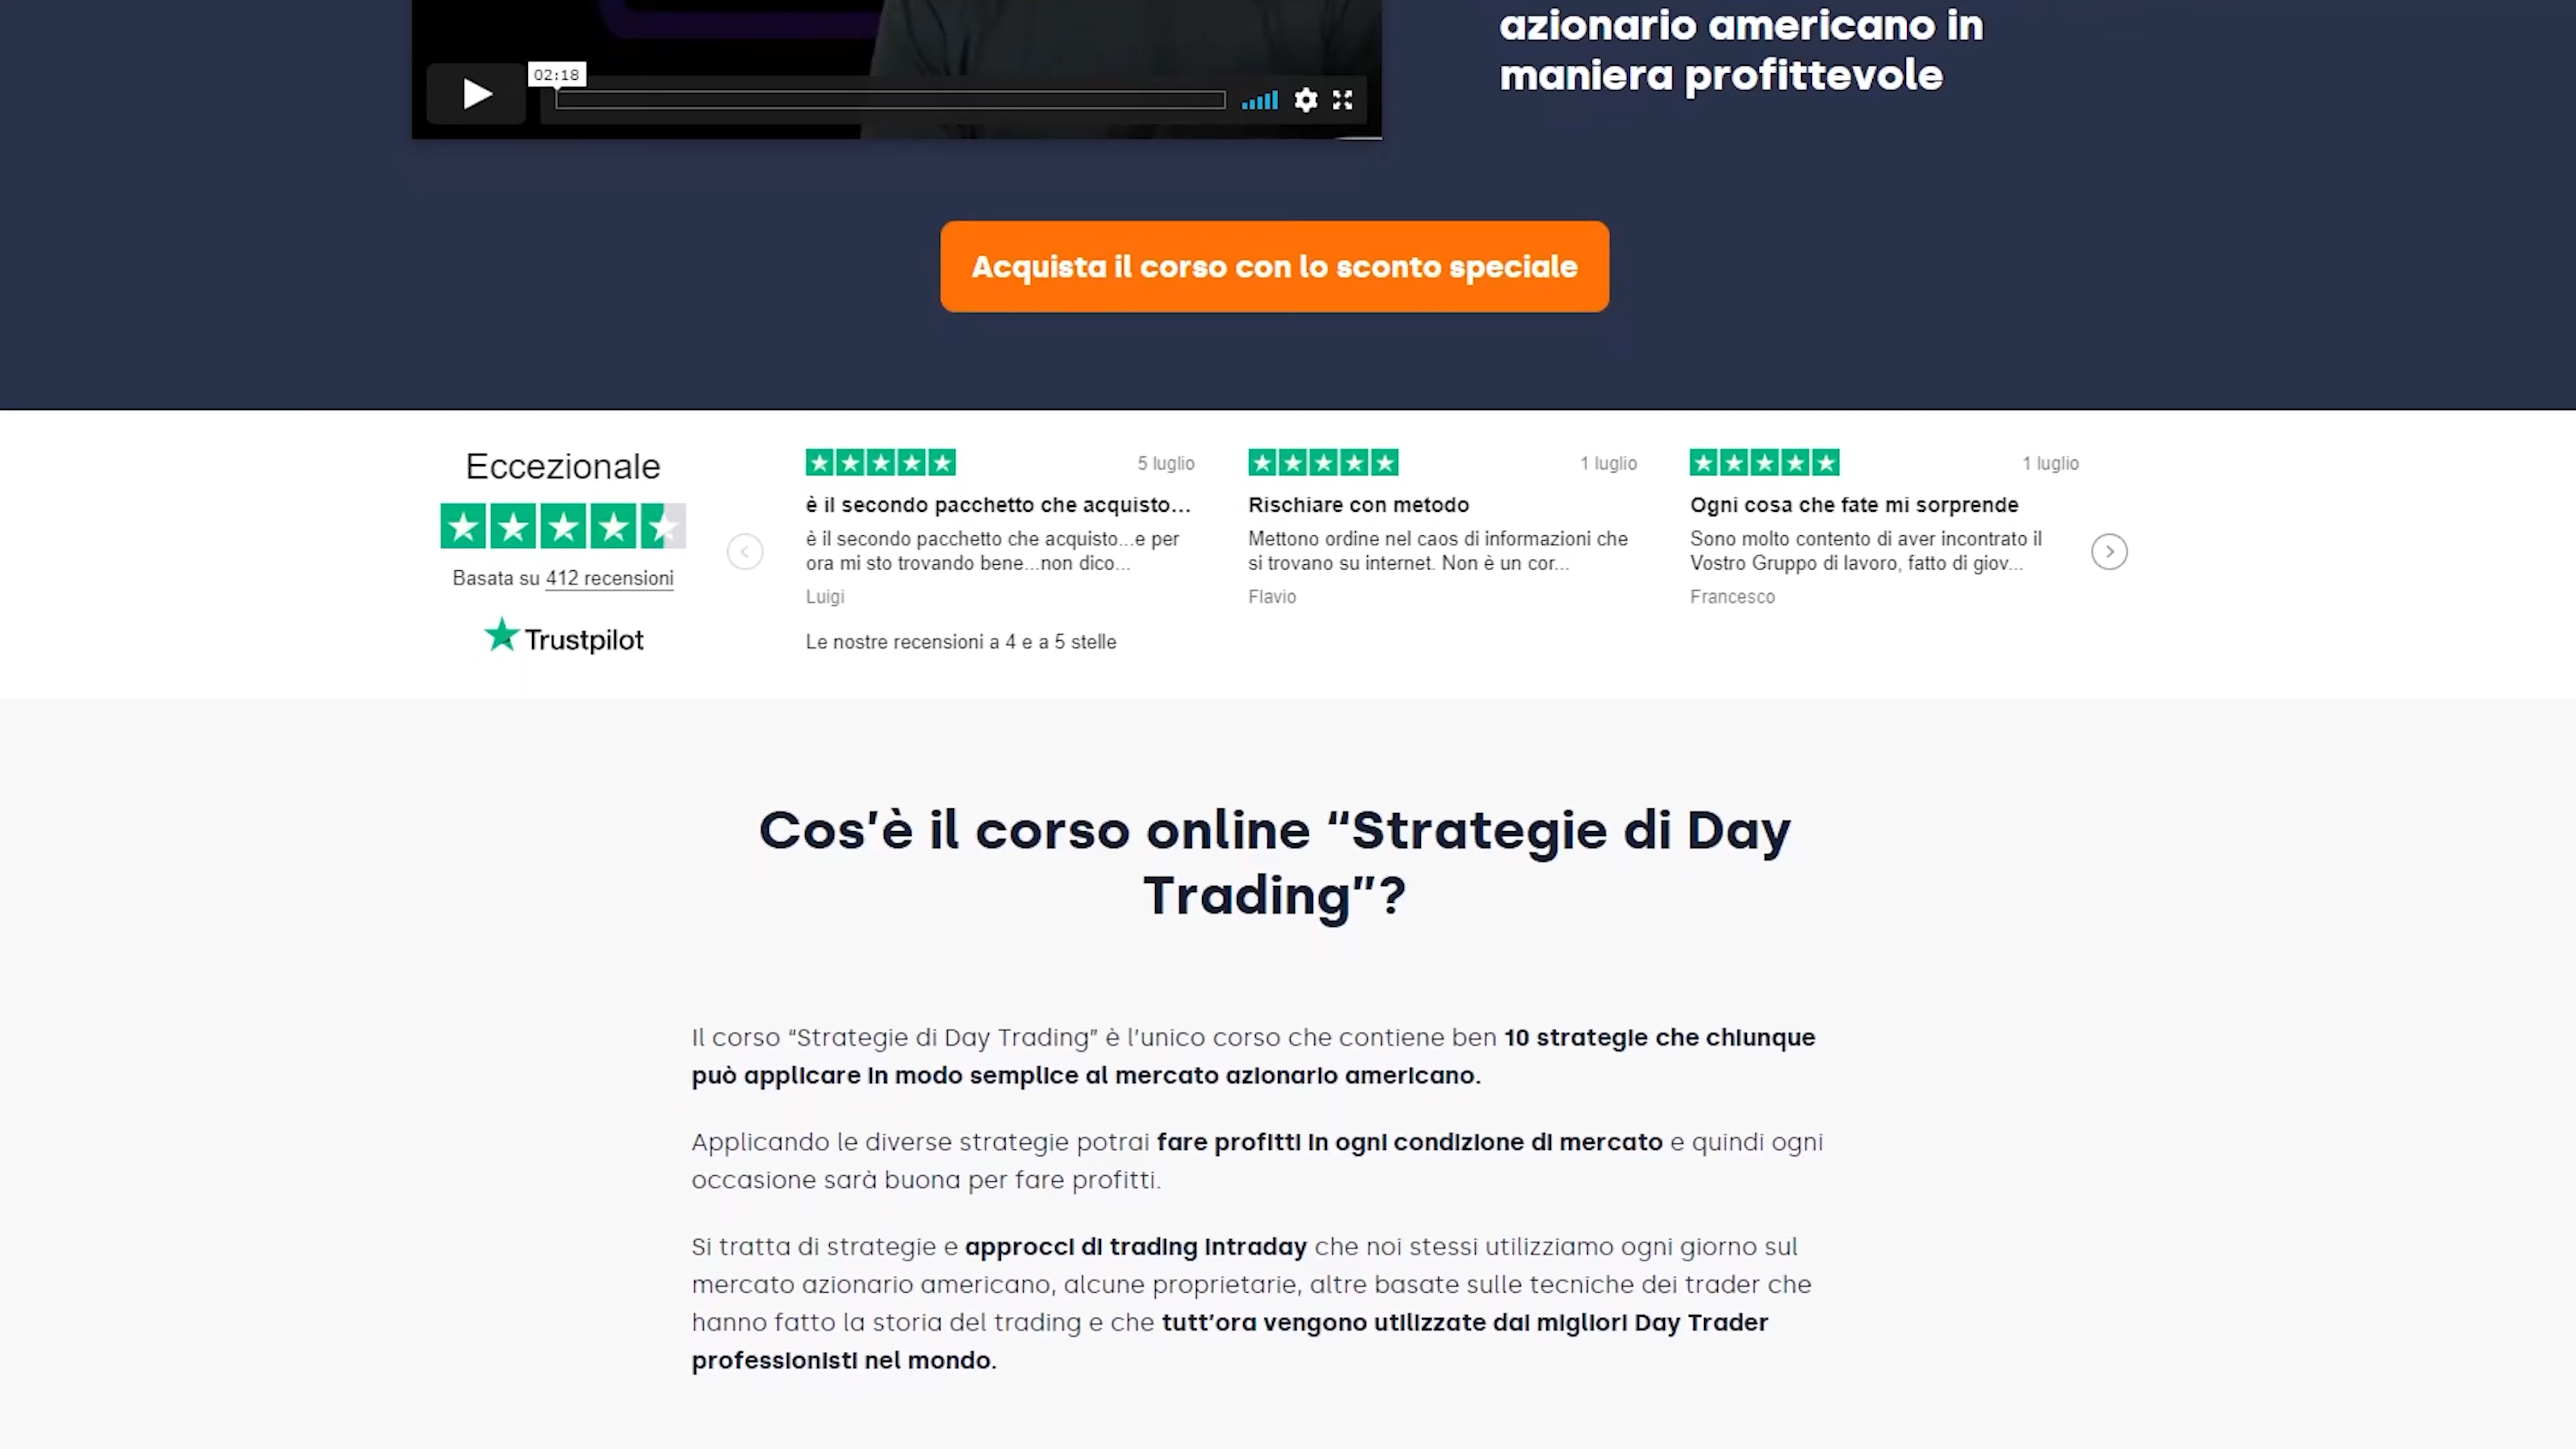 azionario americano in
maniera profittevole
02:18
Acquista il corso con lo sconto speciale
Eccezionale
Basata su 412 recensioni
Trustpilot
5 luglio
è il secondo pacchetto che acquisto...
è il secondo pacchetto che acquisto...e per
ora mi sto trovando bene...non dico...
Luigi
1 luglio
Rischiare con metodo
Mettono ordine nel caos di informazioni che
si trovano su internet. Non è un cor...
Flavio
1 luglio
Ogni cosa che fate mi sorprende
Sono molto contento di aver incontrato il
Vostro Gruppo di lavoro, fatto di giov...
Francesco
Le nostre recensioni a 4 e a 5 stelle
Cos'è il corso online “Strategie di Day
Trading”?
Il corso “Strategie di Day Trading” è l'unico corso che contiene ben 10 strategie che chiunque
può applicare in modo semplice al mercato azionario americano.
Applicando le diverse strategie potrai fare profitti in ogni condizione di mercato e quindi ogni
occasione sarà buona per fare profitti.
Si tratta di strategie e approcci di trading intraday che noi stessi utilizziamo ogni giorno sul
mercato azionario americano, alcune proprietarie, altre basate sulle tecniche dei trader che
hanno fatto la storia del trading e che tutt'ora vengono utilizzate dai migliori Day Trader
professionisti nel mondo.